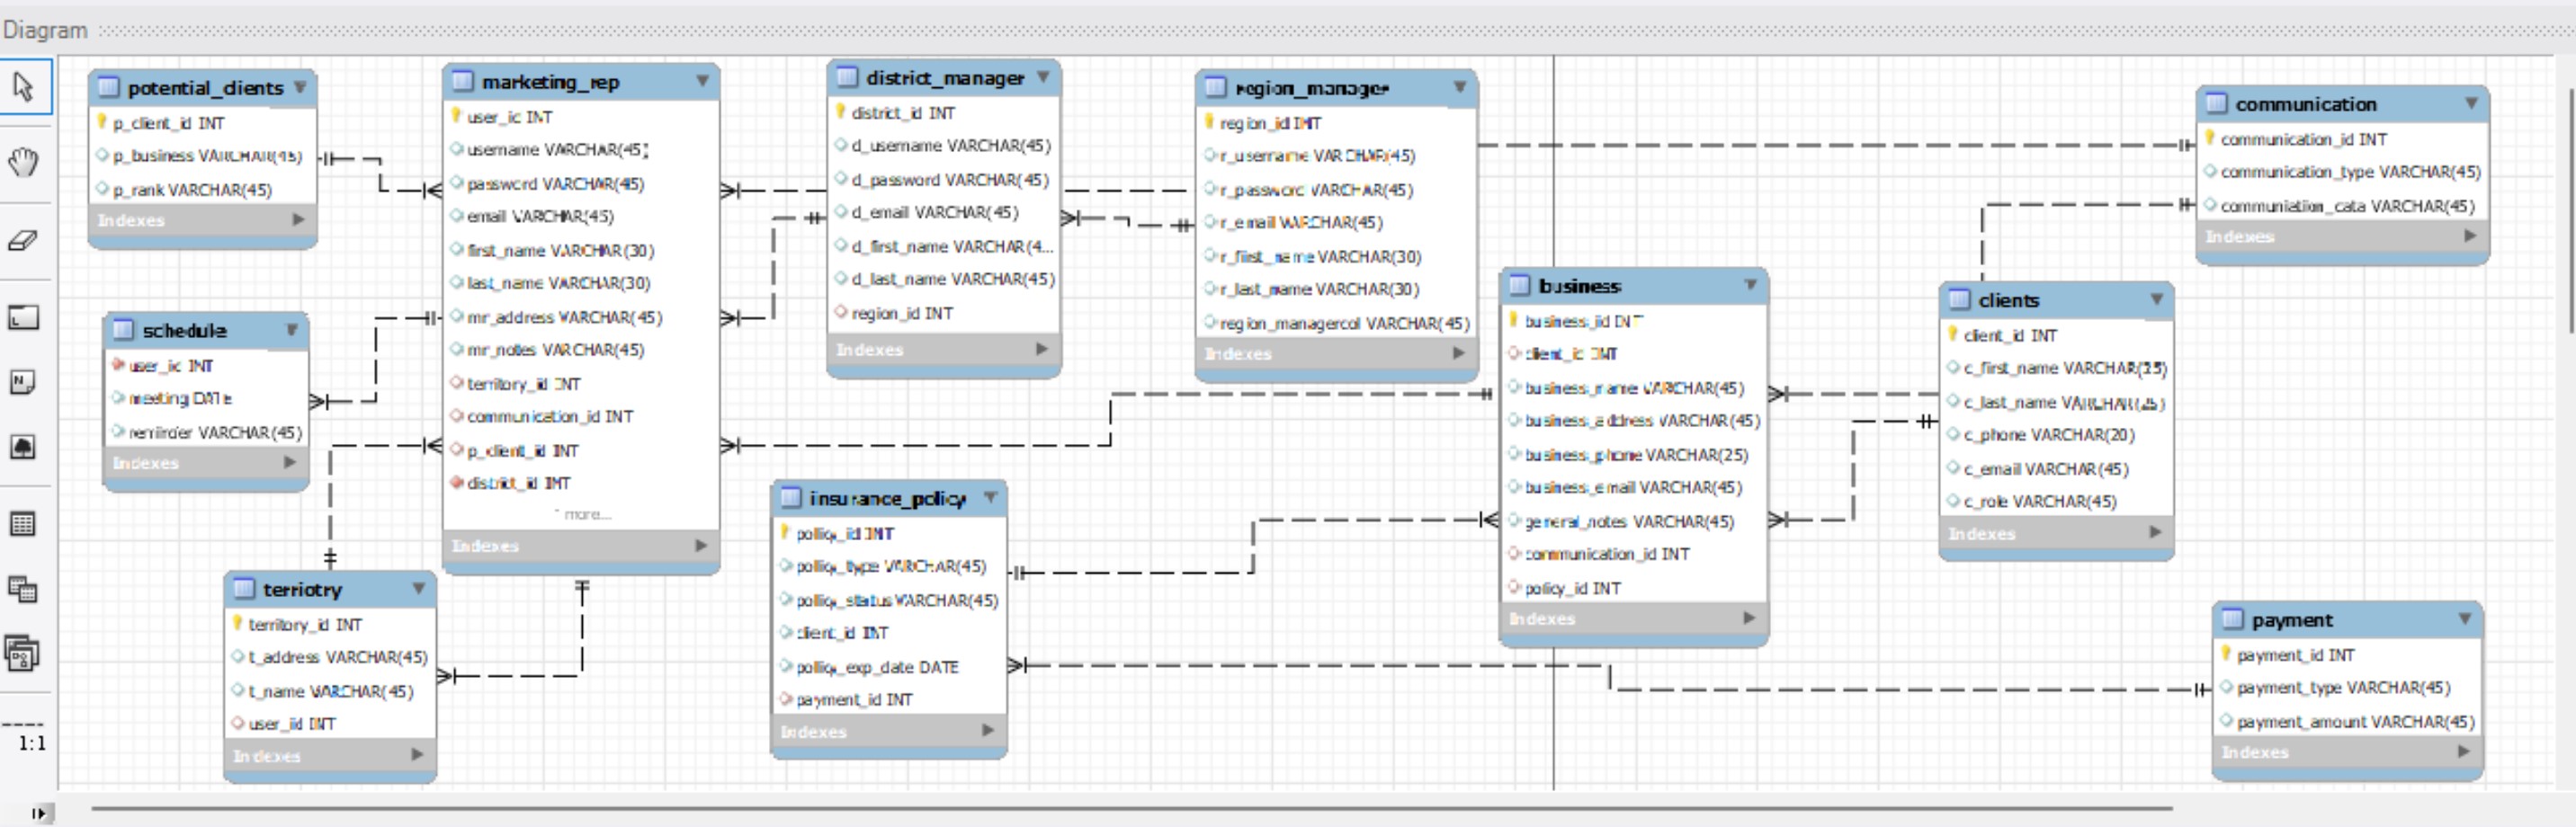 Diagram
potential_clients
p_client_id INT
p_business VARCHAR(45)
p_rank VARCHAR(45)
Indexes
schedule
user_ic INT
meeting DATE
reminder VARCHAR(45)
Indexes
terriotry
territory_id INT
t_address VARCHAR(45)
t_name VARCHAR(45)
user_id INT
Indexes
marketing_rep
user_ic INT
username VARCHAR(45)
password VARCHAR(45)
email VARCHAR(45)
first_name VARCHAR(30)
last_name VARCHAR(30)
mr_address VARCHAR(45)
mr_notes VARCHAR(45)
territory_id INT
communication_id INT
p_client_id INT
district_id INT
more...
Indexes
district_manager
district_id INT
d_username VARCHAR(45)
d_password VARCHAR(45)
d_email VARCHAR(45)
d_first_name VARCHAR(4...
d_last_name VARCHAR(45)
region_id INT
Indexes
insurance_policy
policy_id INT
policy_type VARCHAR(45)
policy_status VARCHAR(45)
client_id INT
policy_exp_date DATE
payment_id INT
Indexes
region_manager
region_id INT
r_username VARCHAR(45)
r_password VARCHAR(45)
r_email VARCHAR(45)
r_first_name VARCHAR(30)
r_last_name VARCHAR(30)
region_managercol VARCHAR(45)
Indexes
business
business_id INT
client_id INT
business_name VARCHAR(45)
business_address VARCHAR(45)
business_phone VARCHAR(25)
business_email VARCHAR(45)
general_notes VARCHAR(45)
communication_id INT
policy_id INT
Indexes
clients
client_id INT
c_first_name VARCHAR(25)
c_last_name VARCHAR(25)
c_phone VARCHAR(20)
c_email VARCHAR(45)
c_role VARCHAR(45)
Indexes
communication
communication_id INT
communication_type VARCHAR(45)
communiation_cata VARCHAR(45)
Indexes
payment
payment_id INT
payment_type VARCHAR(45)
payment_amount VARCHAR(45)
Indexes
1:1